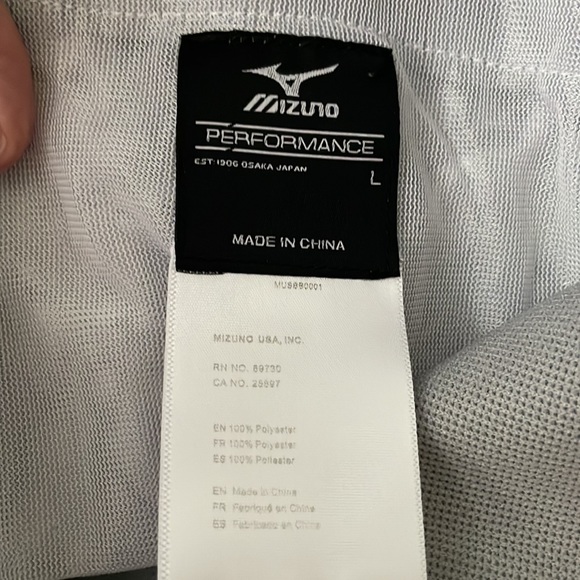 MIZUNO
PERFORMANCE
EST 1906 OSAKA JAPAN
L
MADE IN CHINA
MIZUNO USA, INC.
RN NO. 89730
CA NO. 25897
EN 100% Polyester
FR 100% Polyester
ES 100% Poliester
EN Made in China
FR Fabriqué en Chine
ES Fabricado en China